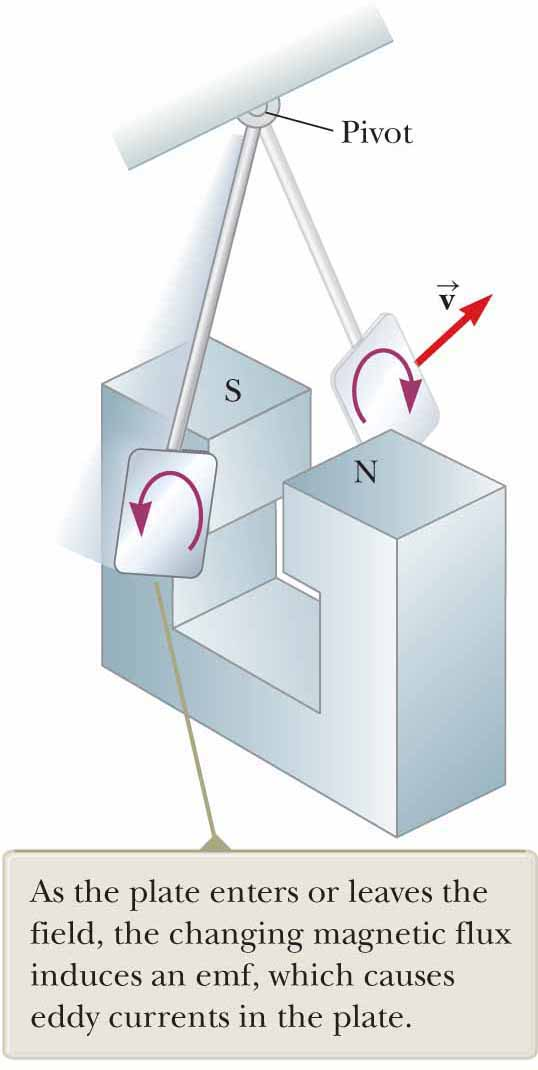 Pivot
v
S
N
As the plate enters or leaves the
field, the changing magnetic flux
induces an emf, which causes
eddy currents in the plate.